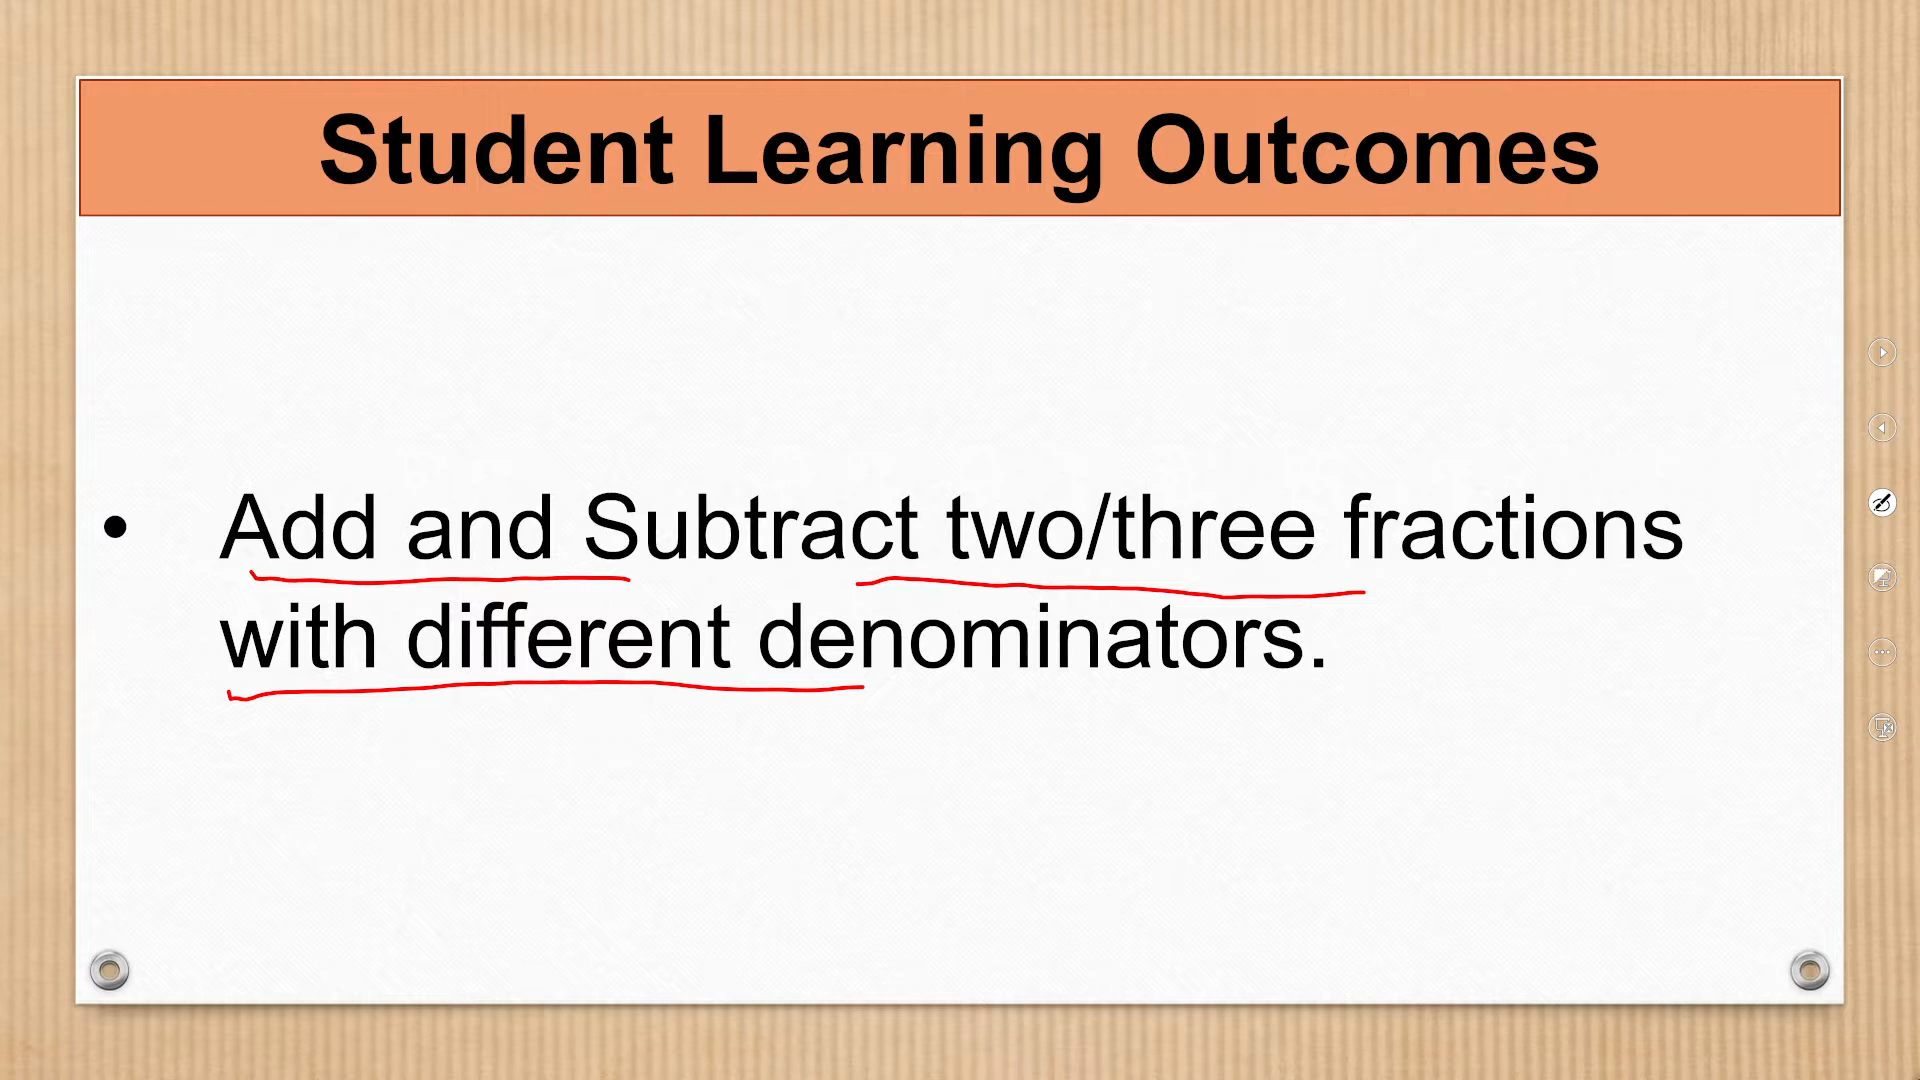 Student Learning Outcomes
• Add and Subtract two/three fractions
with different denominators.